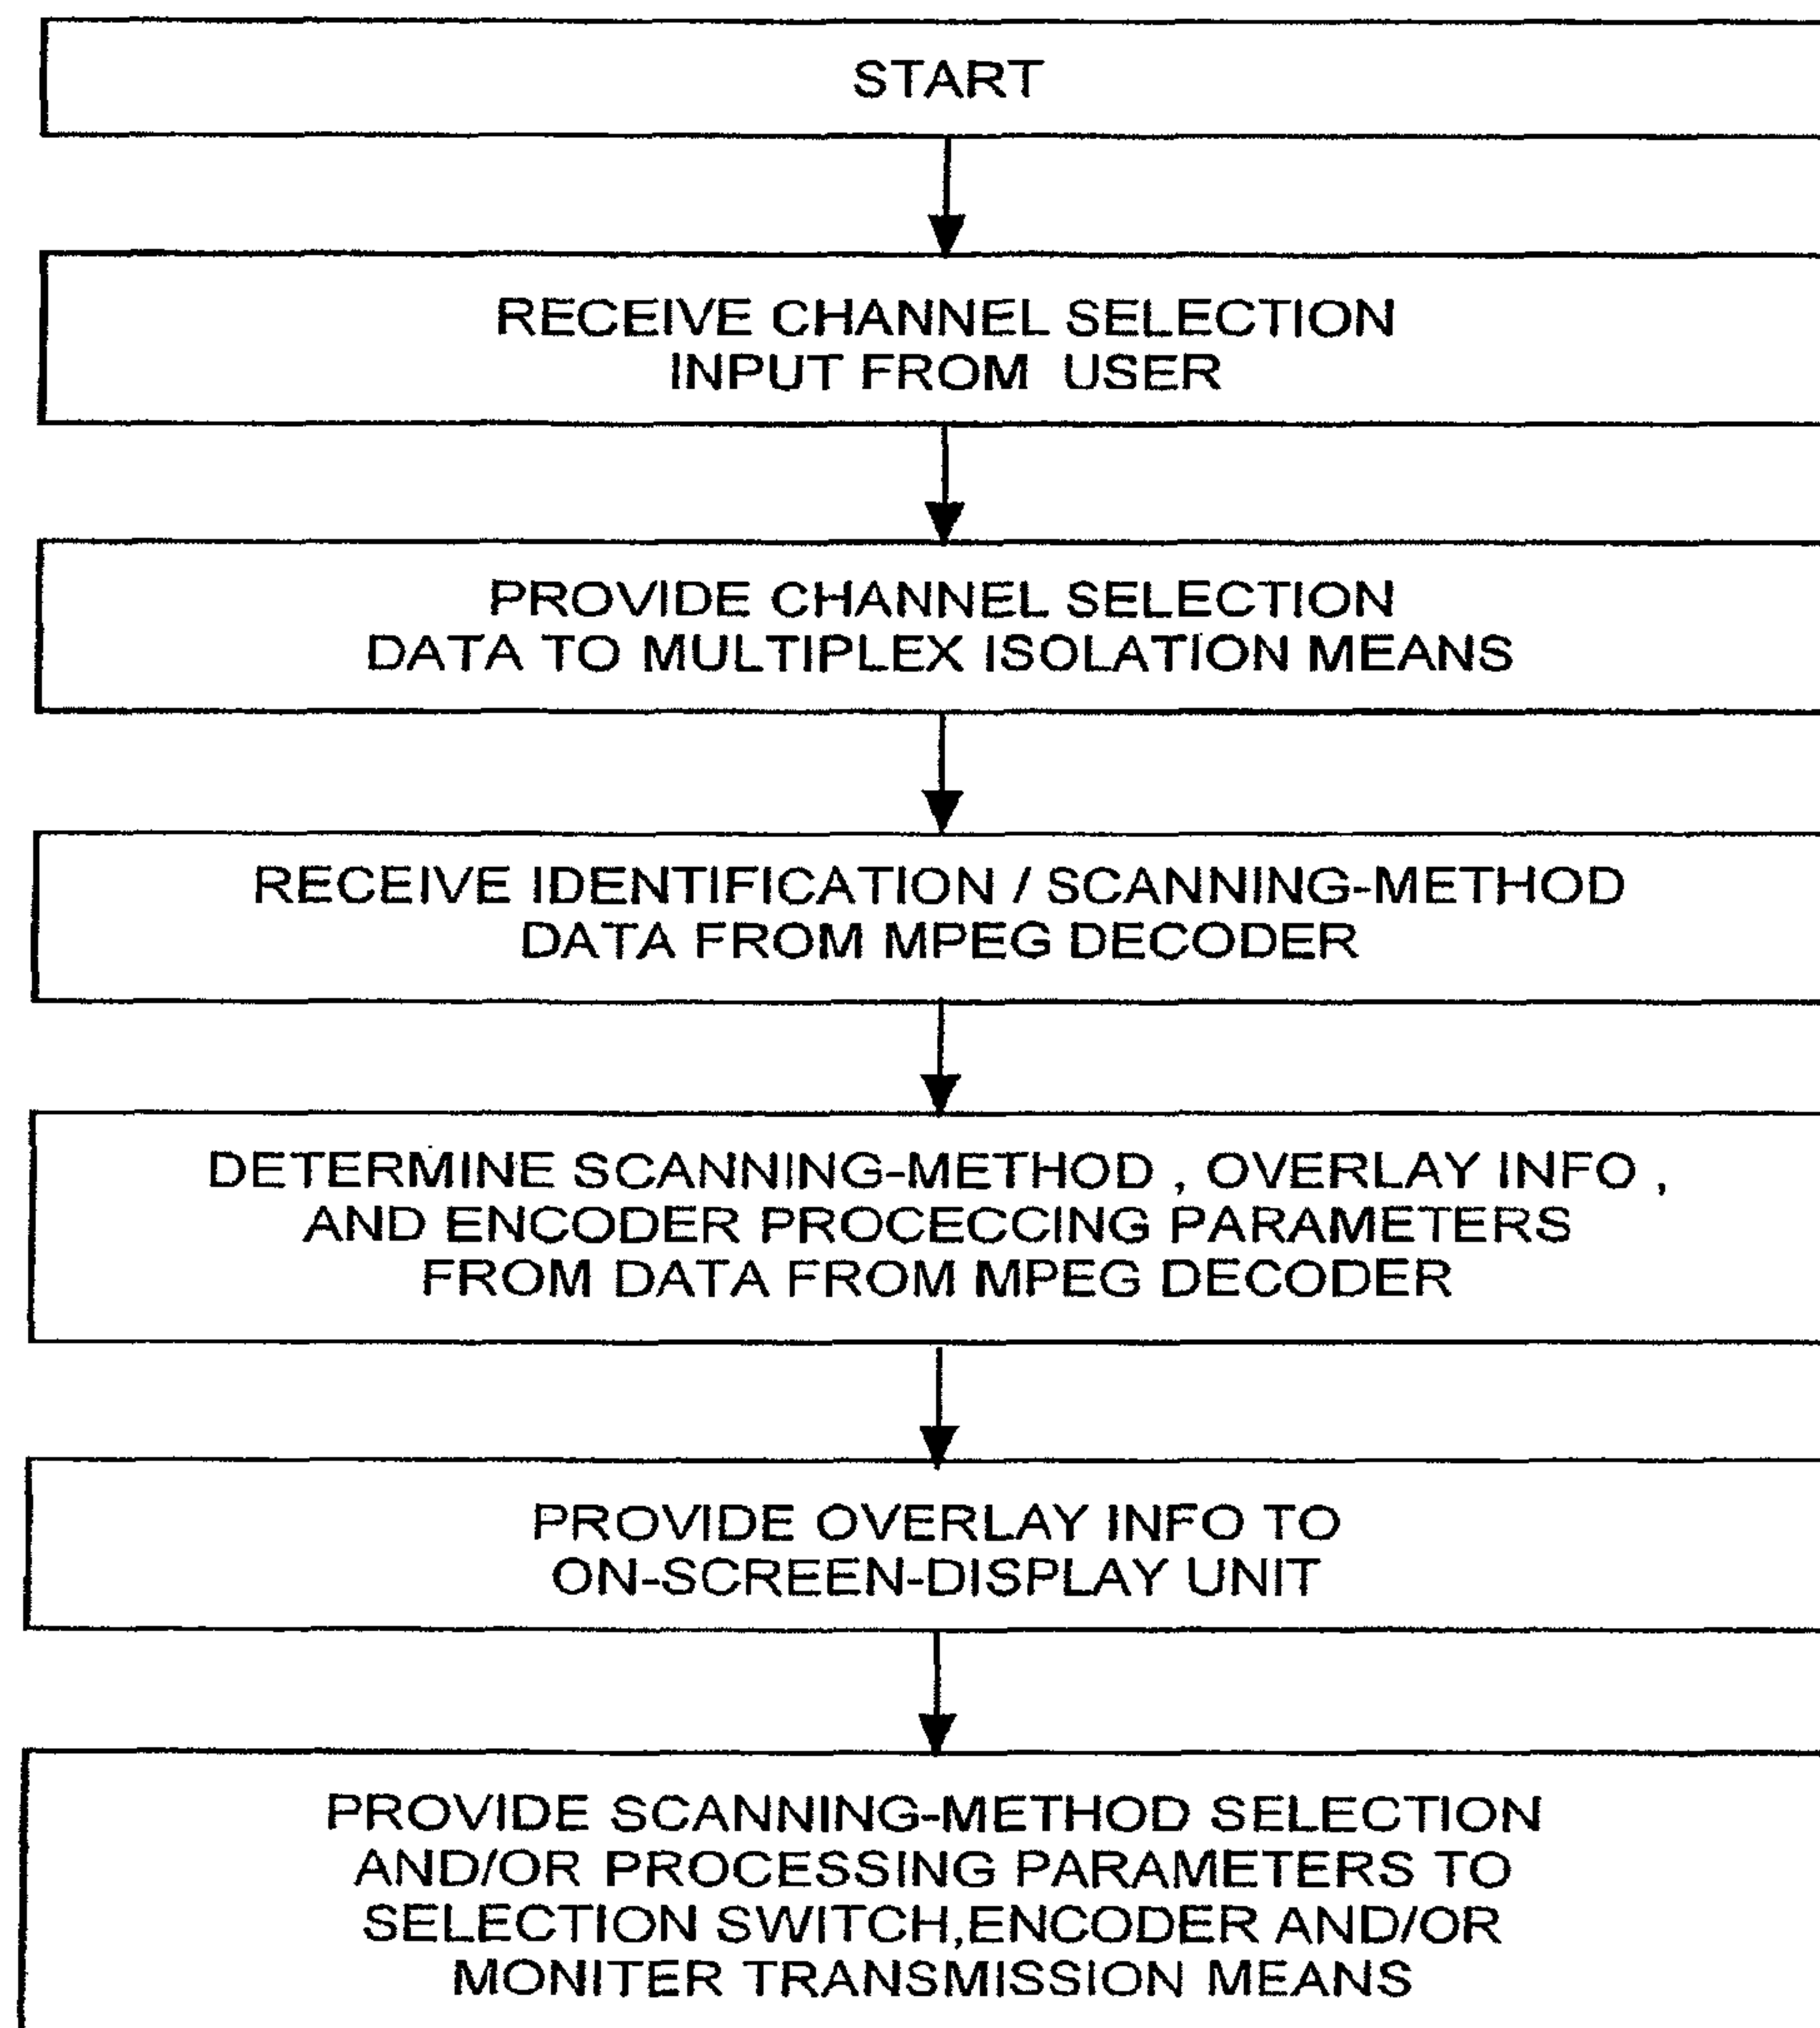 START
RECEIVE CHANNEL SELECTION
INPUT FROM USER
PROVIDE CHANNEL SELECTION
DATA TO MULTIPLEX ISOLATION MEANS
RECEIVE IDENTIFICATION / SCANNING-METHOD
DATA FROM MPEG DECODER
DETERMINE SCANNING-METHOD , OVERLAY INFO ,
AND ENCODER PROCECCING PARAMETERS
FROM DATA FROM MPEG DECODER
PROVIDE OVERLAY INFO TO
ON-SCREEN-DISPLAY UNIT
PROVIDE SCANNING-METHOD SELECTION
AND/OR PROCESSING PARAMETERS TO
SELECTION SWITCH,ENCODER AND/OR
MONITER TRANSMISSION MEANS